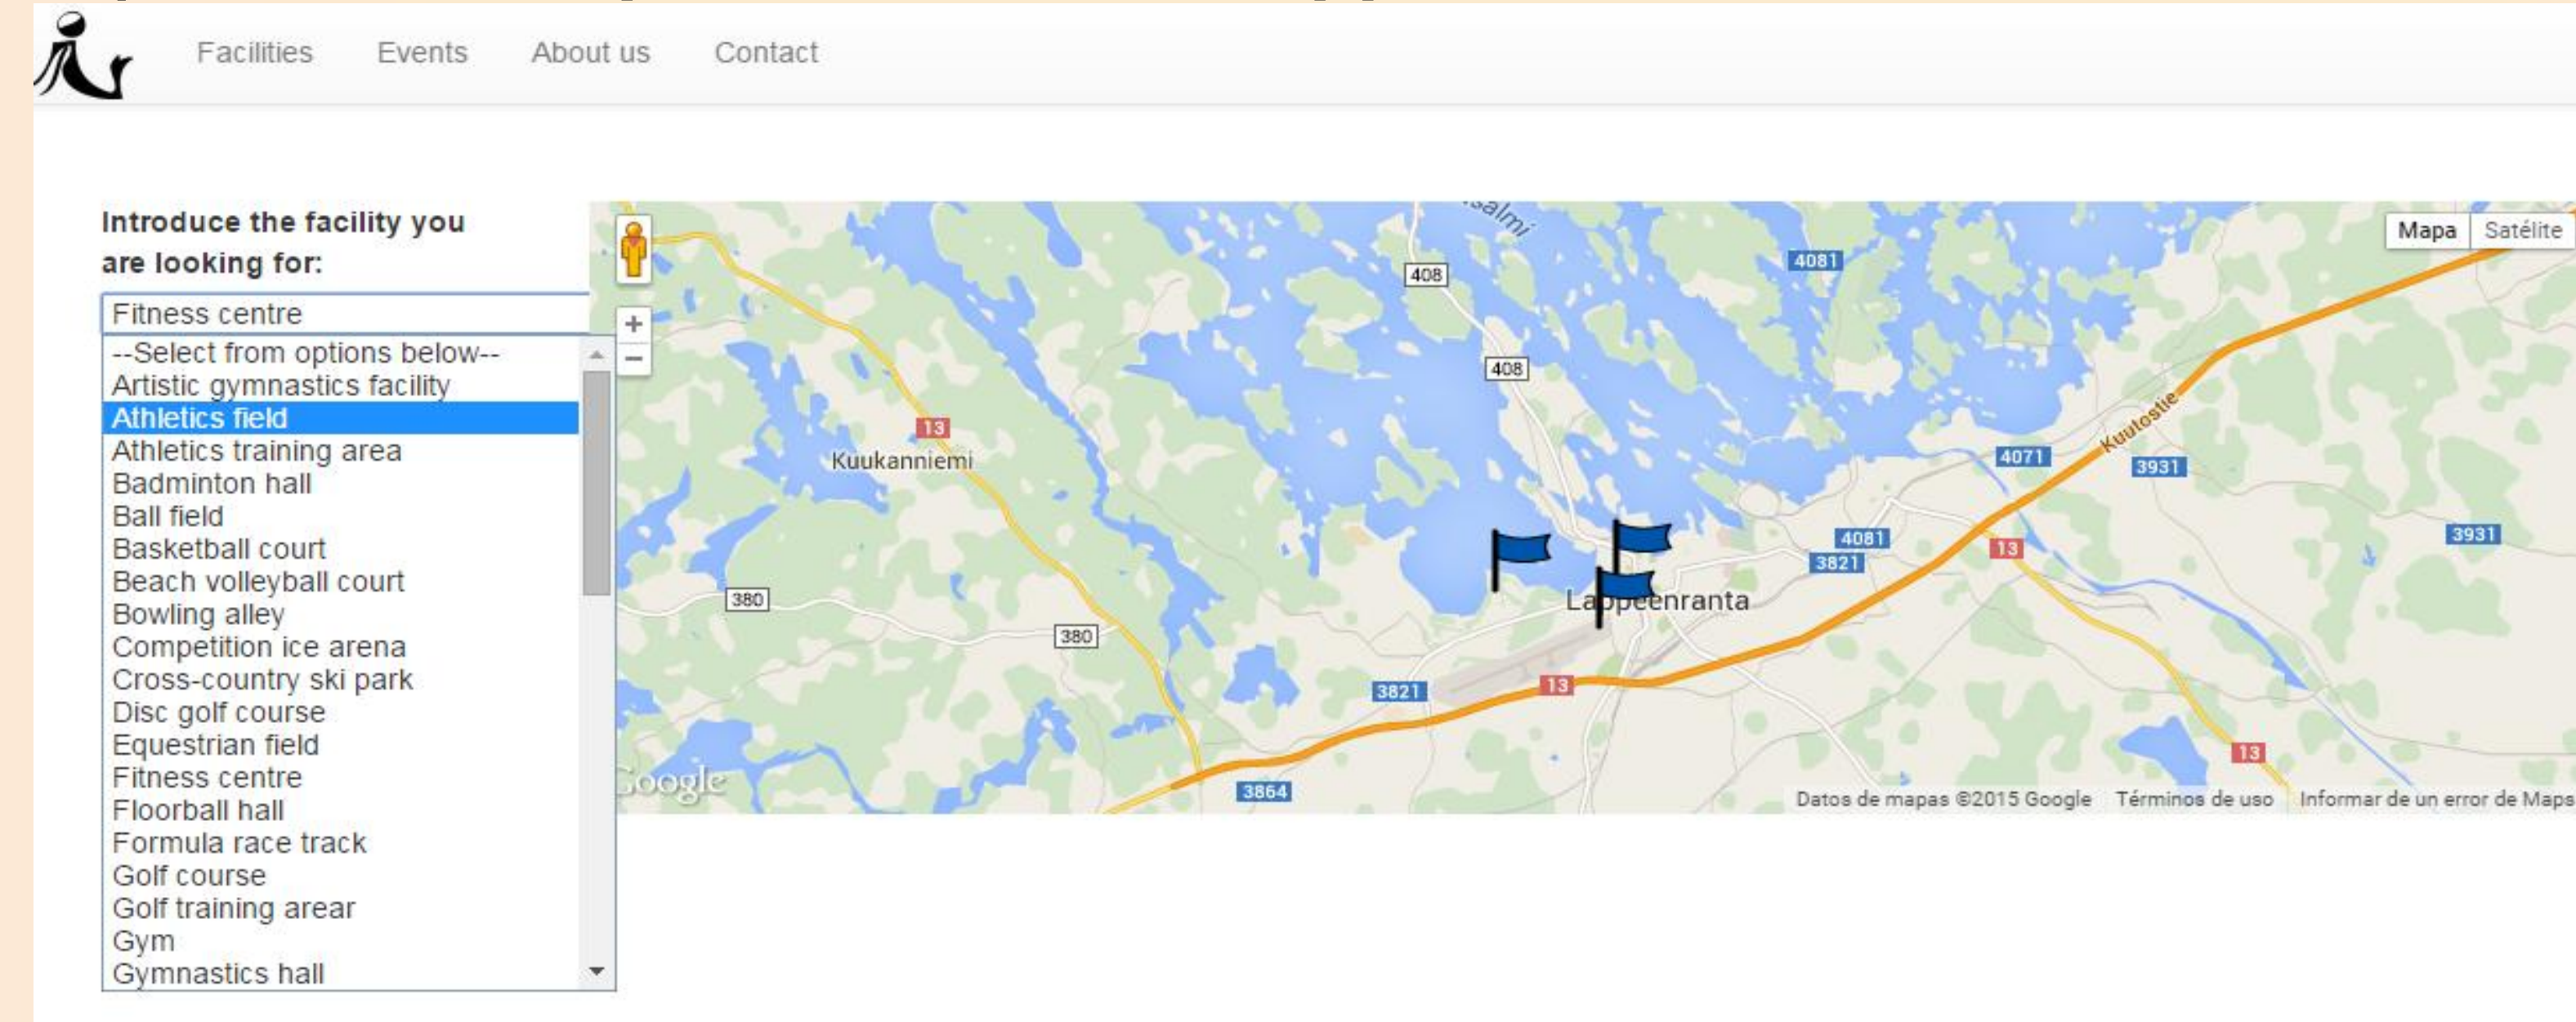 Facilities Events About us Contact
Introduce the facility you
are looking for:
Fitness centre
--Select from options below--
Artistic gymnastics facility
Athletics field
Athletics training area
Badminton hall
Ball field
Basketball court
Beach volleyball court
Bowling alley
Competition ice arena
Cross-country ski park
Disc golf course
Equestrian field
Fitness centre
Floorball hall
Formula race track
Golf course
Golf training arear
Gym
Gymnastics hall
+
−
Mapa Satélite
408
4081
408
13
Kuukanniemi
Kuutostie
4071
3931
4081
3821
13
3931
380
Lappeenranta
380
3821
13
13
3864
Google
Datos de mapas ©2015 Google Términos de uso Informar de un error de Maps